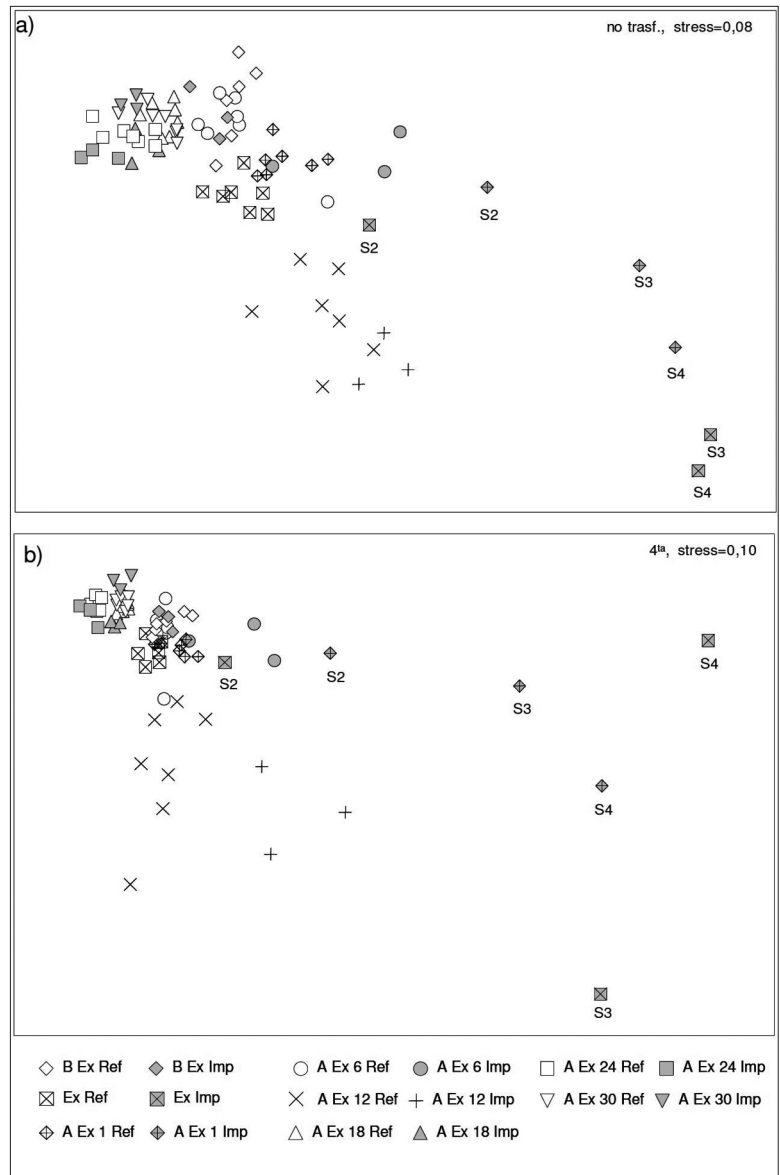 a)
no trasf., stress=0,08
S2
S2
S3
S4
S3
S4
b)
4ᵗᵃ, stress=0,10
S2
S2
S3
S4
S4
S3
B Ex Ref B Ex Imp A Ex 6 Ref A Ex 6 Imp A Ex 24 Ref A Ex 24 Imp
Ex Ref Ex Imp A Ex 12 Ref A Ex 12 Imp A Ex 30 Ref A Ex 30 Imp
A Ex 1 Ref A Ex 1 Imp A Ex 18 Ref A Ex 18 Imp